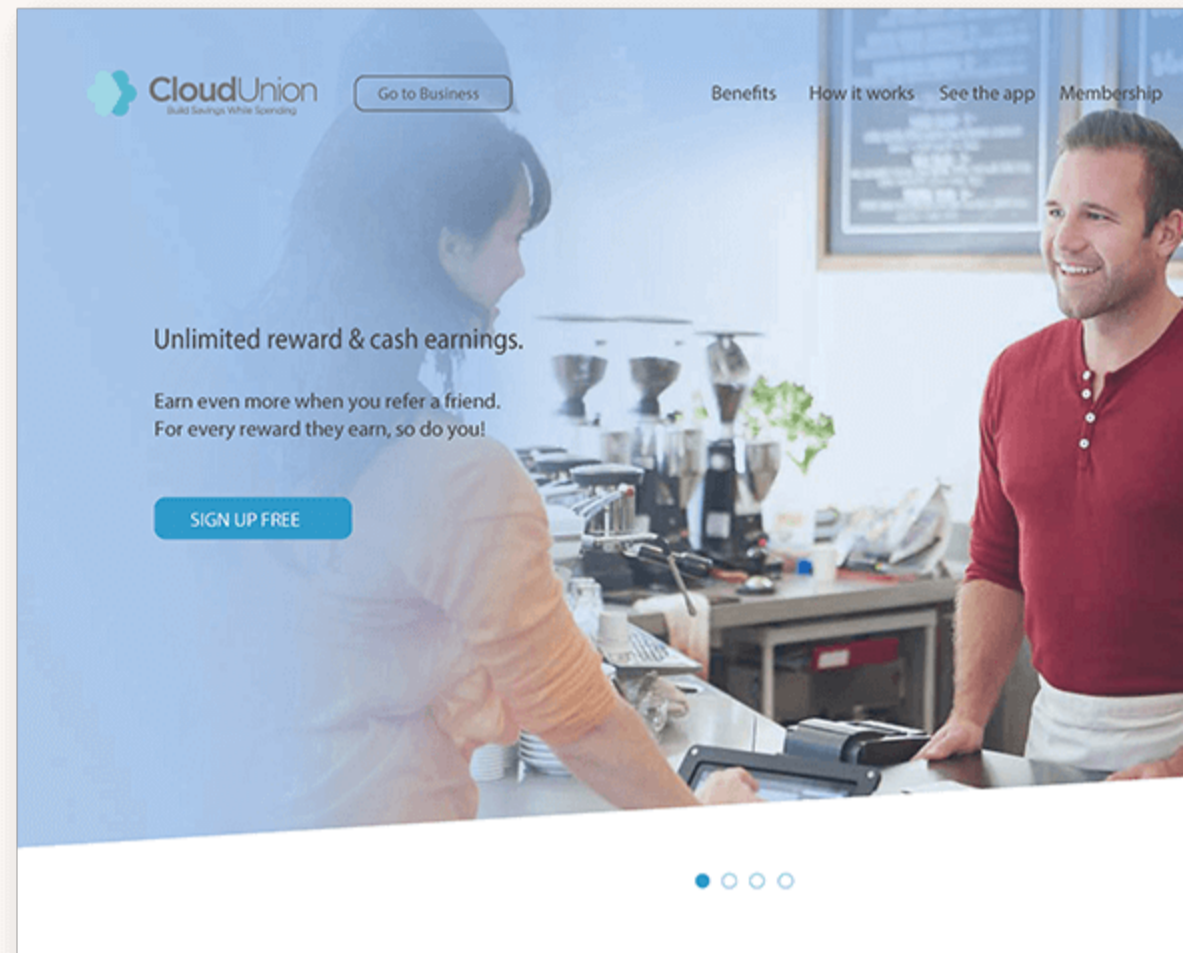 CloudUnion
Build Savings While Spending
Go to Business
Benefits
How it works
See the app
Membership
Unlimited reward & cash earnings.
Earn even more when you refer a friend.
For every reward they earn, so do you!
SIGN UP FREE